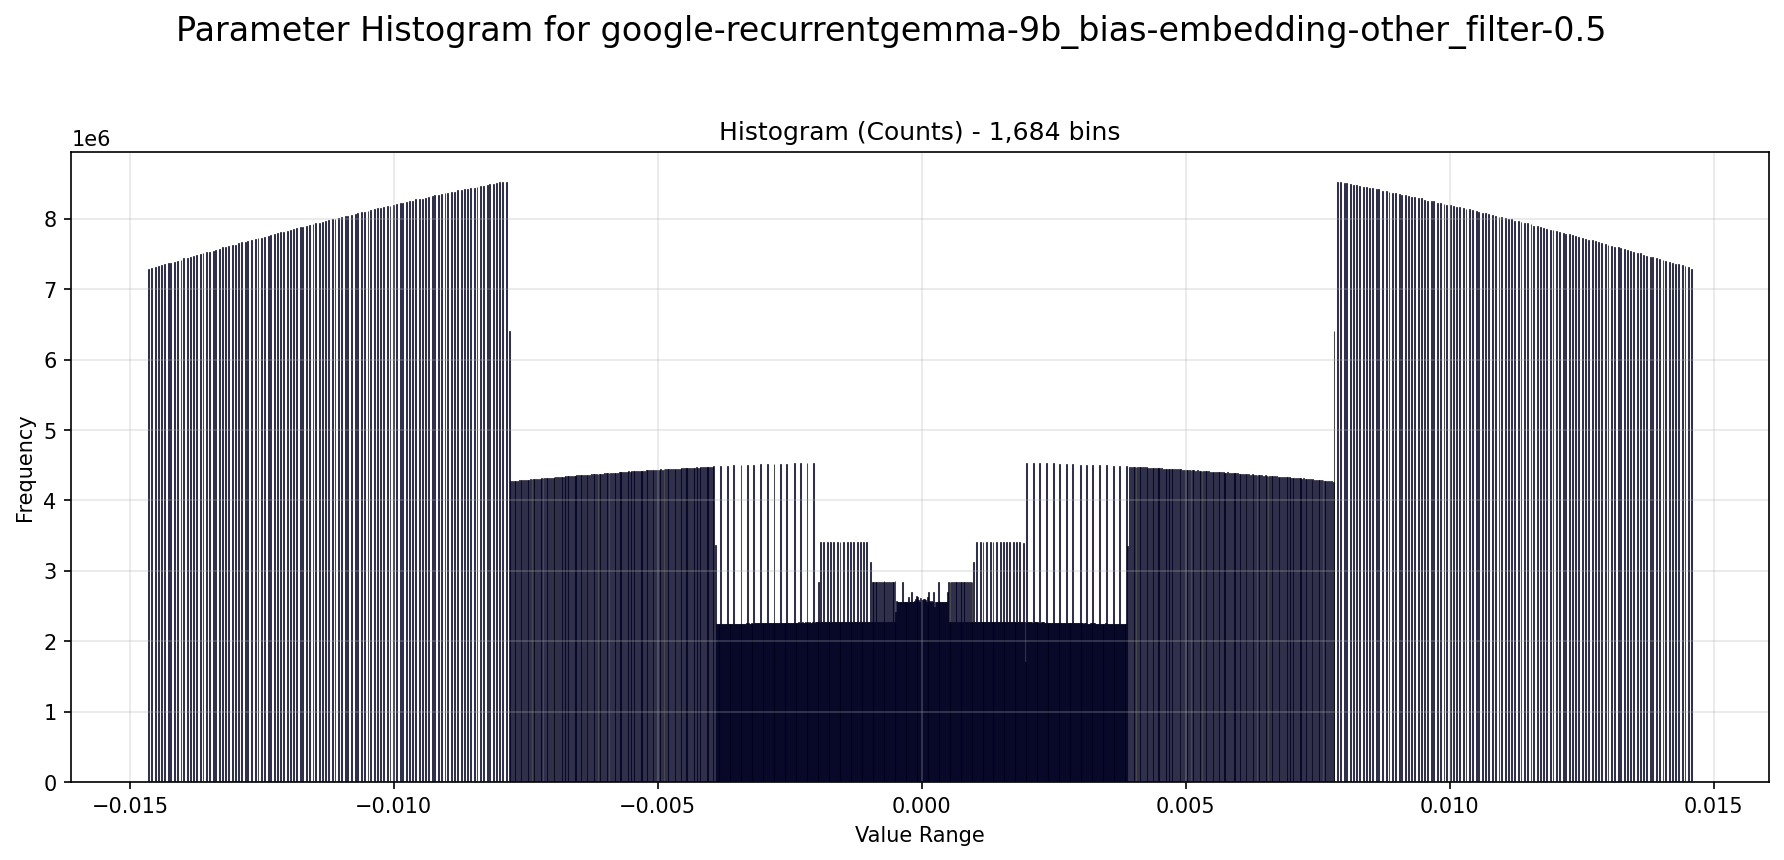 Parameter Histogram for google-recurrentgemma-9b_bias-embedding-other_filter-0.5
Histogram (Counts) - 1,684 bins
1e6
8
7
6
5
4
3
2
1
0
Frequency
−0.015 −0.010 −0.005 0.000 0.005 0.010 0.015
Value Range